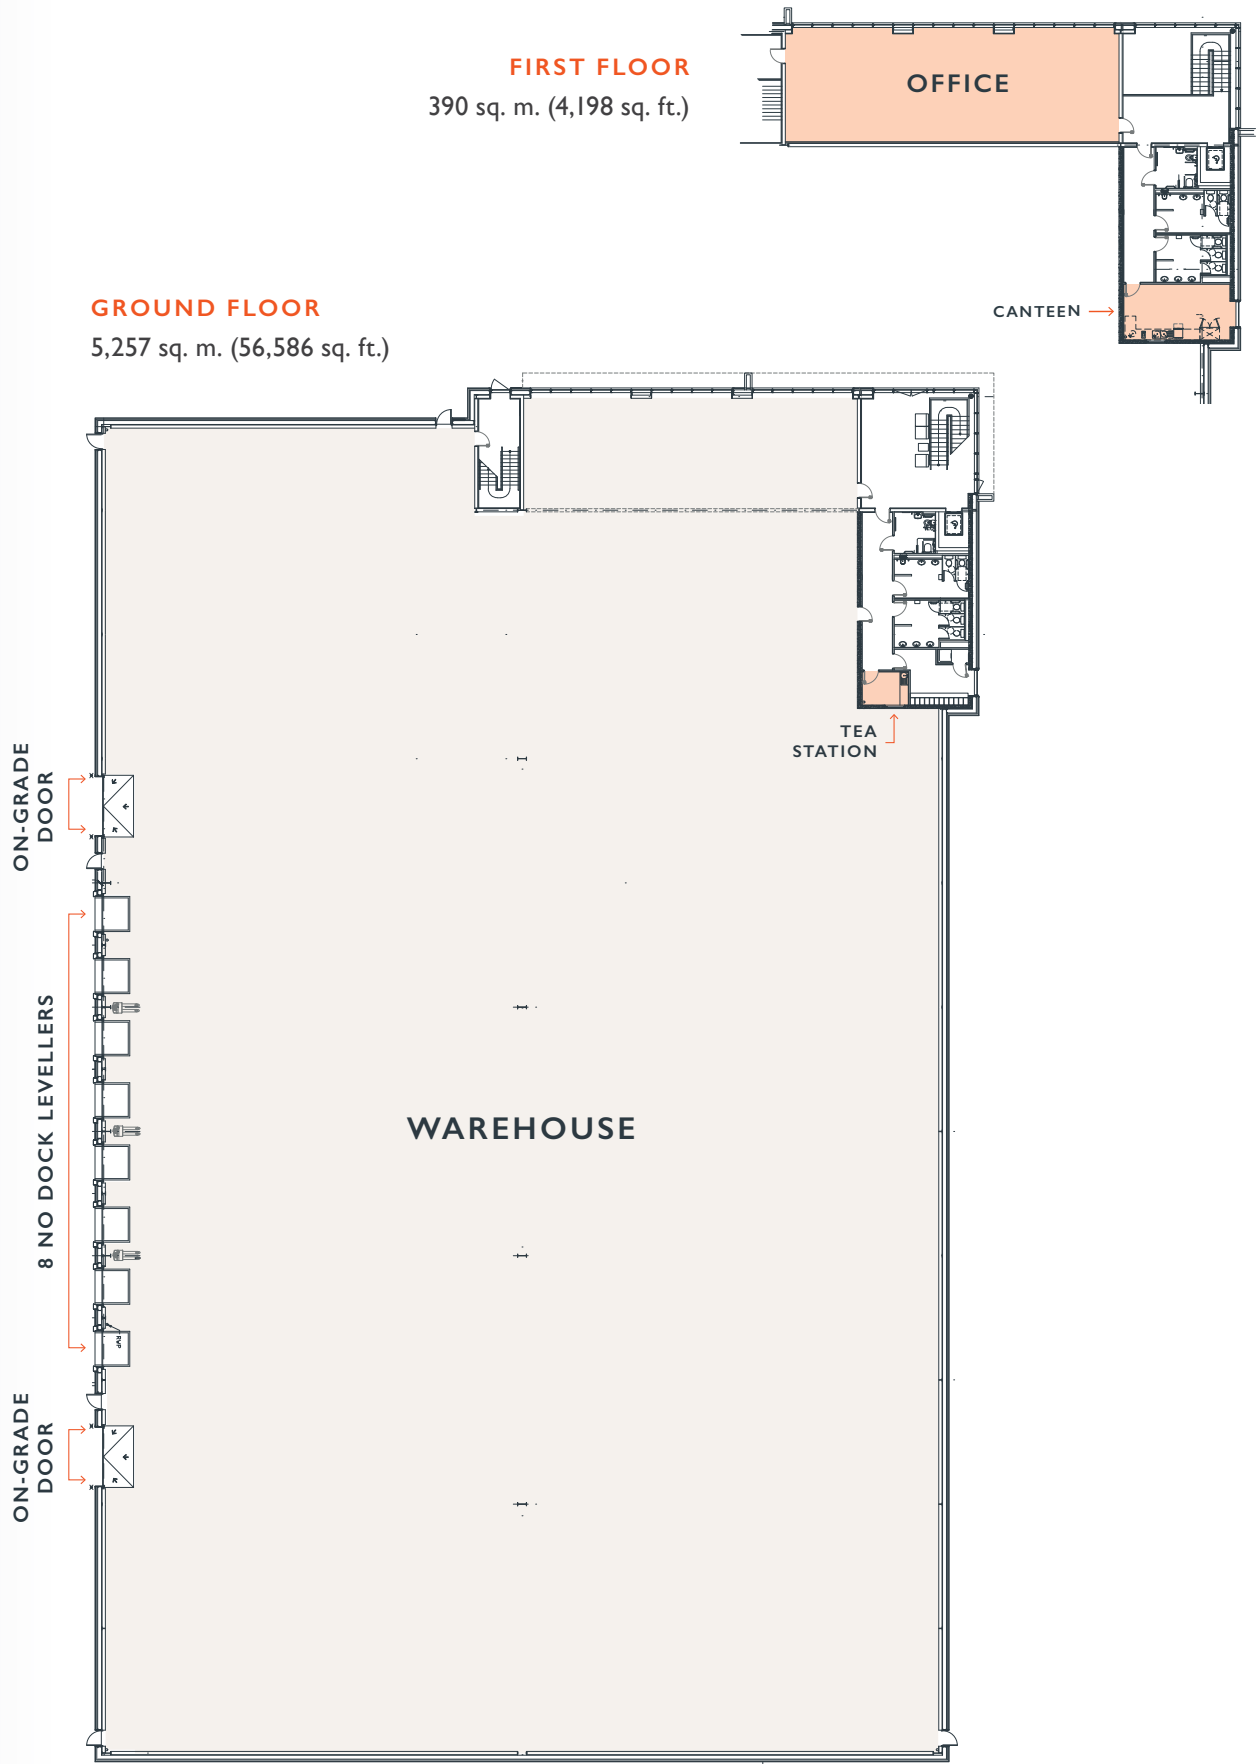 FIRST FLOOR
390 sq. m. (4,198 sq. ft.)
OFFICE
CANTEEN
GROUND FLOOR
5,257 sq. m. (56,586 sq. ft.)
TEA
STATION
ON-GRADE
DOOR
8 NO DOCK LEVELLERS
WAREHOUSE
RVP
ON-GRADE
DOOR